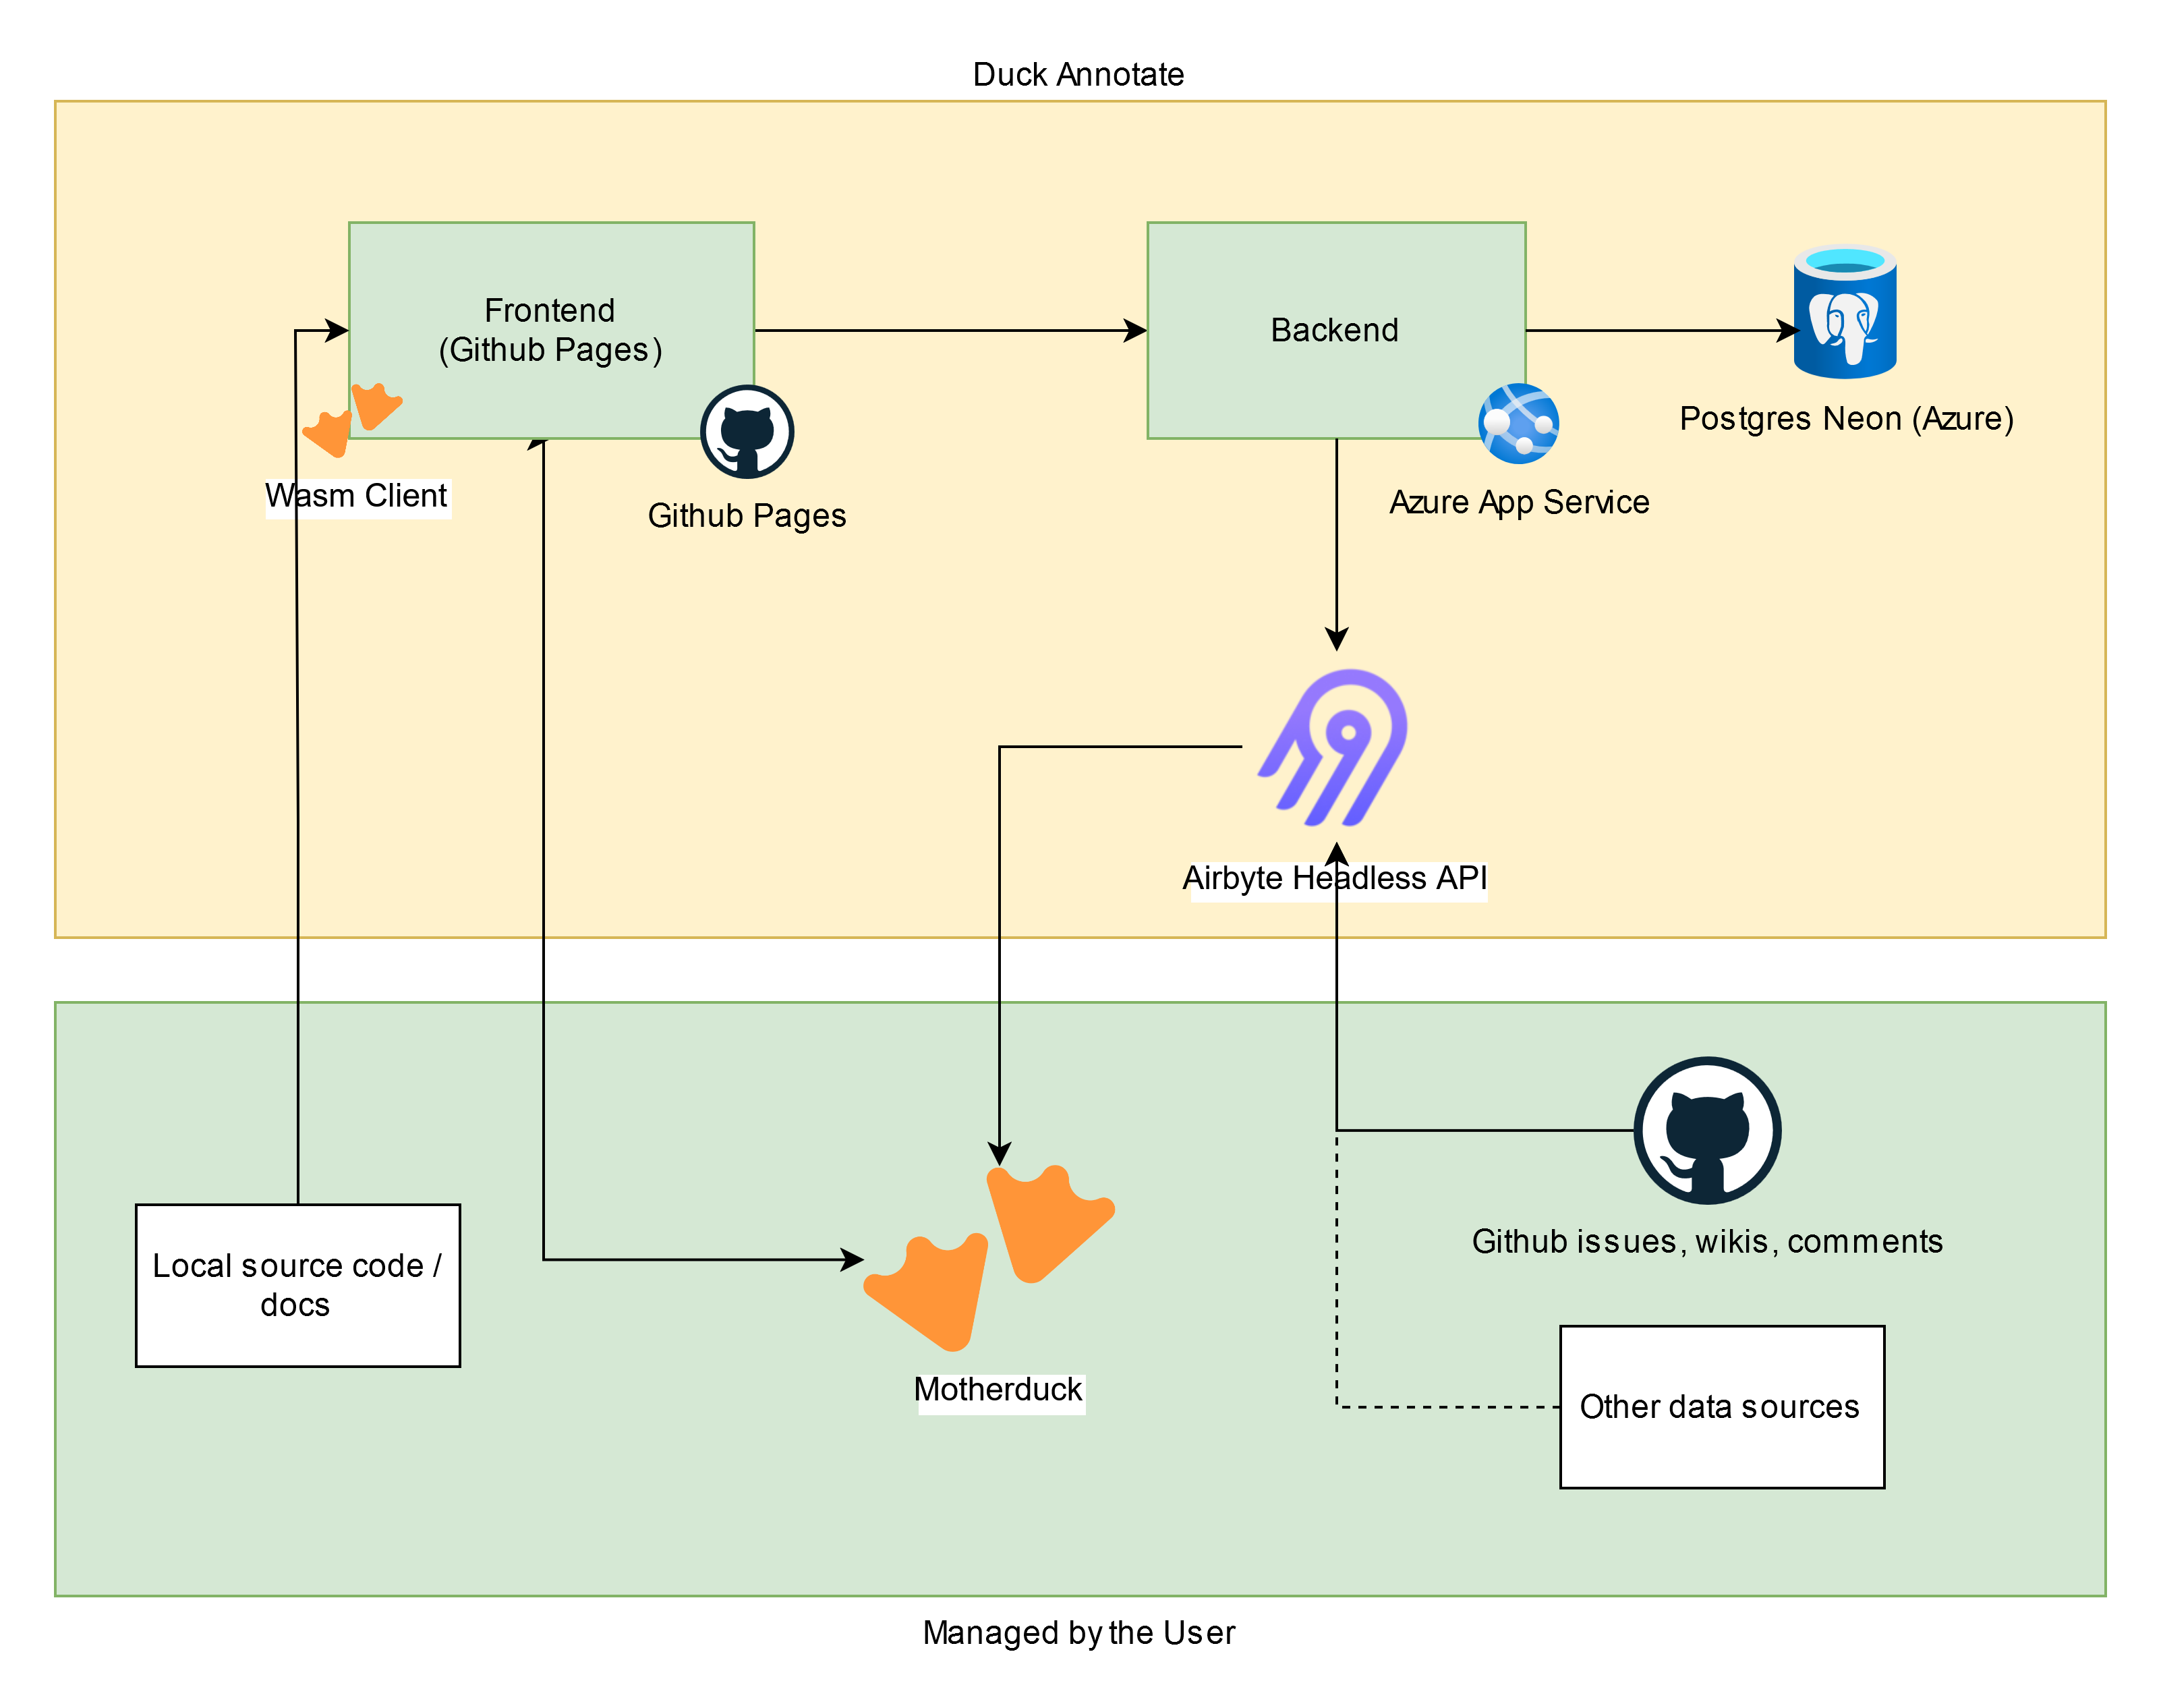 Duck Annotate
Frontend
(Github Pages)
Backend
Postgres Neon (Azure)
Wasm Client
Github Pages
Azure App Service
Airbyte Headless API
Github issues, wikis, comments
Local source code /
docs
Motherduck
Other data sources
Managed by the User